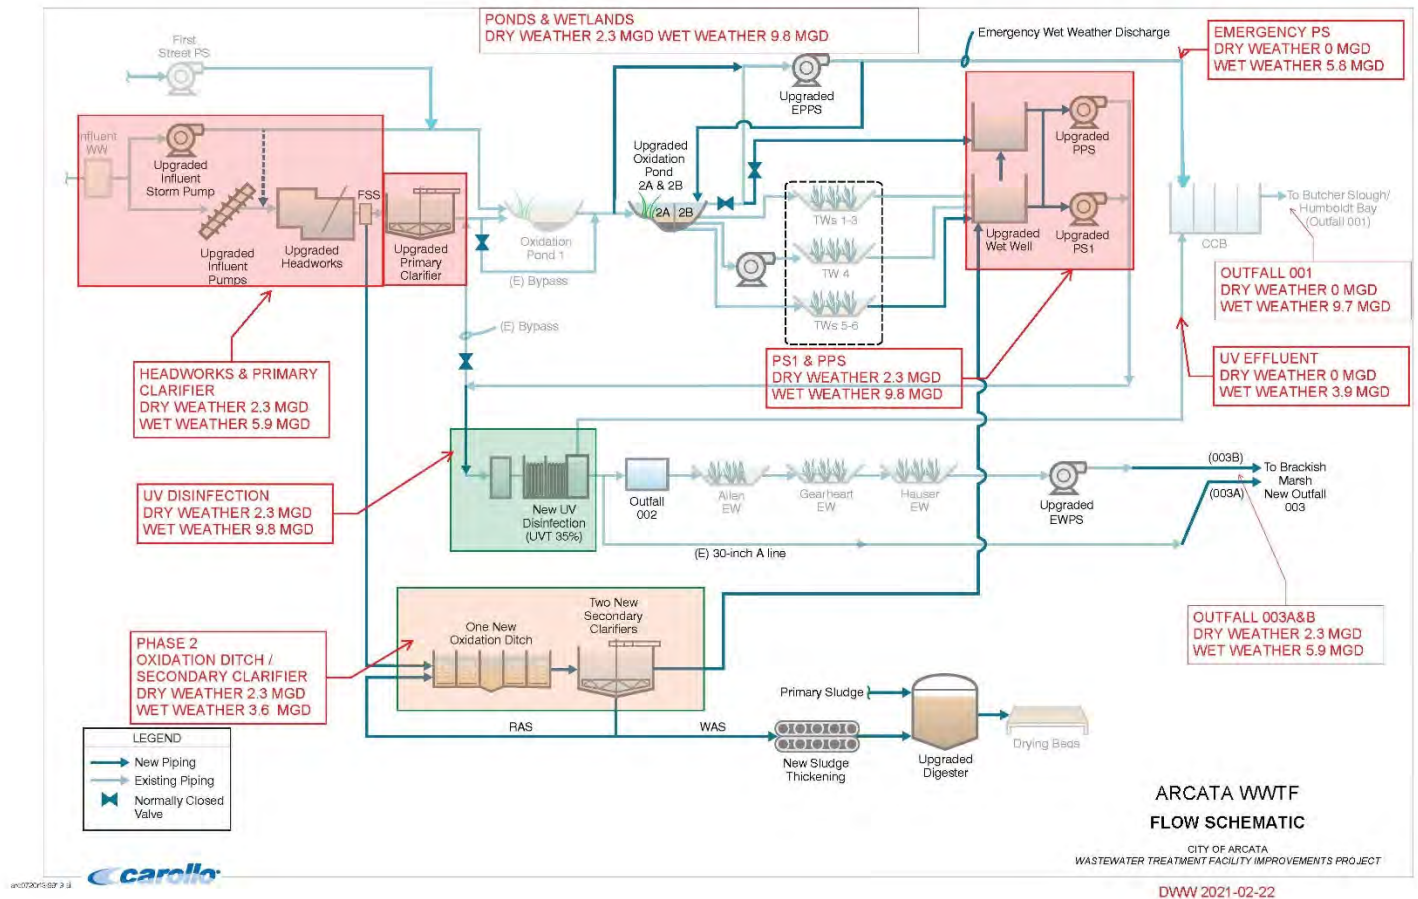 PONDS & WETLANDS
DRY WEATHER 2.3 MGD WET WEATHER 9.8 MGD
First
Street PS
Emergency Wet Weather Discharge
EMERGENCY PS
DRY WEATHER 0 MGD
WET WEATHER 5.8 MGD
Upgraded
EPPS
Influent
WW
Upgraded
Influent
Storm Pump
FSS
Upgraded
Influent
Pumps
Upgraded
Headworks
Upgraded
Primary
Clarifier
Oxidation
Pond 1
(E) Bypass
Upgraded
Oxidation
Pond
2A & 2B
2A
2B
TWs 1-3
TW 4
TWs 5-6
Upgraded
PPS
Upgraded
Wet Well
Upgraded
PS1
CCB
To Butcher Slough/
Humboldt Bay
(Outfall 001)
OUTFALL 001
DRY WEATHER 0 MGD
WET WEATHER 9.7 MGD
(E) Bypass
HEADWORKS & PRIMARY
CLARIFIER
DRY WEATHER 2.3 MGD
WET WEATHER 5.9 MGD
PS1 & PPS
DRY WEATHER 2.3 MGD
WET WEATHER 9.8 MGD
UV EFFLUENT
DRY WEATHER 0 MGD
WET WEATHER 3.9 MGD
UV DISINFECTION
DRY WEATHER 2.3 MGD
WET WEATHER 9.8 MGD
New UV
Disinfection
(UVT 35%)
Outfall
002
Allen
EW
Gearheart
EW
Hauser
EW
Upgraded
EWPS
(003B)
(003A)
To Brackish
Marsh
New Outfall
003
(E) 30-inch A line
OUTFALL 003A&B
DRY WEATHER 2.3 MGD
WET WEATHER 5.9 MGD
PHASE 2
OXIDATION DITCH /
SECONDARY CLARIFIER
DRY WEATHER 2.3 MGD
WET WEATHER 3.6 MGD
One New
Oxidation Ditch
Two New
Secondary
Clarifiers
RAS
WAS
Primary Sludge
New Sludge
Thickening
Upgraded
Digester
Drying Beds
LEGEND
New Piping
Existing Piping
Normally Closed
Valve
ARCATA WWTF
FLOW SCHEMATIC
CITY OF ARCATA
WASTEWATER TREATMENT FACILITY IMPROVEMENTS PROJECT
carollo
DWW 2021-02-22